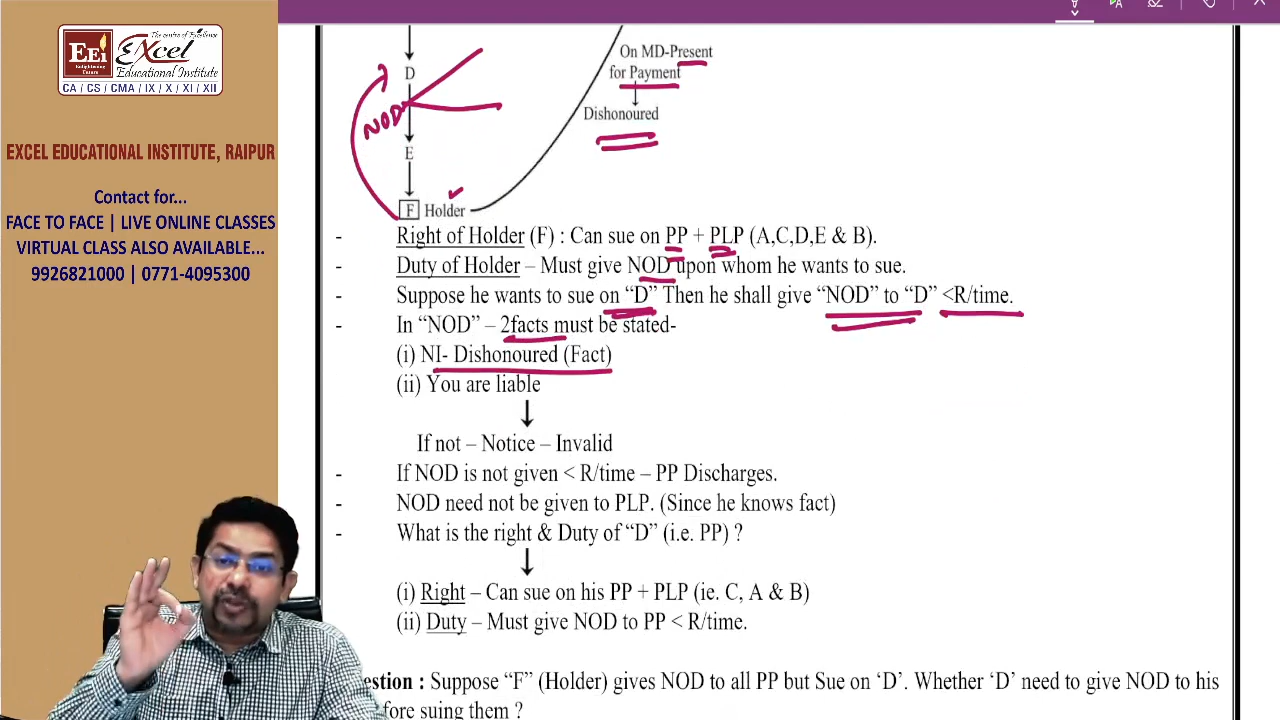 EEi
Enlightening Future
The centre of Excellence
Excel
Educational Institute
CA / CS / CMA / IX / X / XI / XII
EXCEL EDUCATIONAL INSTITUTE, RAIPUR
Contact for...
FACE TO FACE | LIVE ONLINE CLASSES
VIRTUAL CLASS ALSO AVAILABLE...
9926821000 | 0771-4095300
On MD-Present
for Payment
Dishonoured
D
NOD
E
F Holder
- Right of Holder (F) : Can sue on PP + PLP (A,C,D,E & B).
- Duty of Holder – Must give NOD upon whom he wants to sue.
- Suppose he wants to sue on “D” Then he shall give “NOD” to “D” <R/time.
- In “NOD” – 2facts must be stated-
(i) NI- Dishonoured (Fact)
(ii) You are liable
If not – Notice – Invalid
- If NOD is not given < R/time – PP Discharges.
- NOD need not be given to PLP. (Since he knows fact)
- What is the right & Duty of “D” (i.e. PP) ?
(i) Right – Can sue on his PP + PLP (ie. C, A & B)
(ii) Duty – Must give NOD to PP < R/time.
estion : Suppose “F” (Holder) gives NOD to all PP but Sue on ‘D’. Whether ‘D’ need to give NOD to his
fore suing them ?